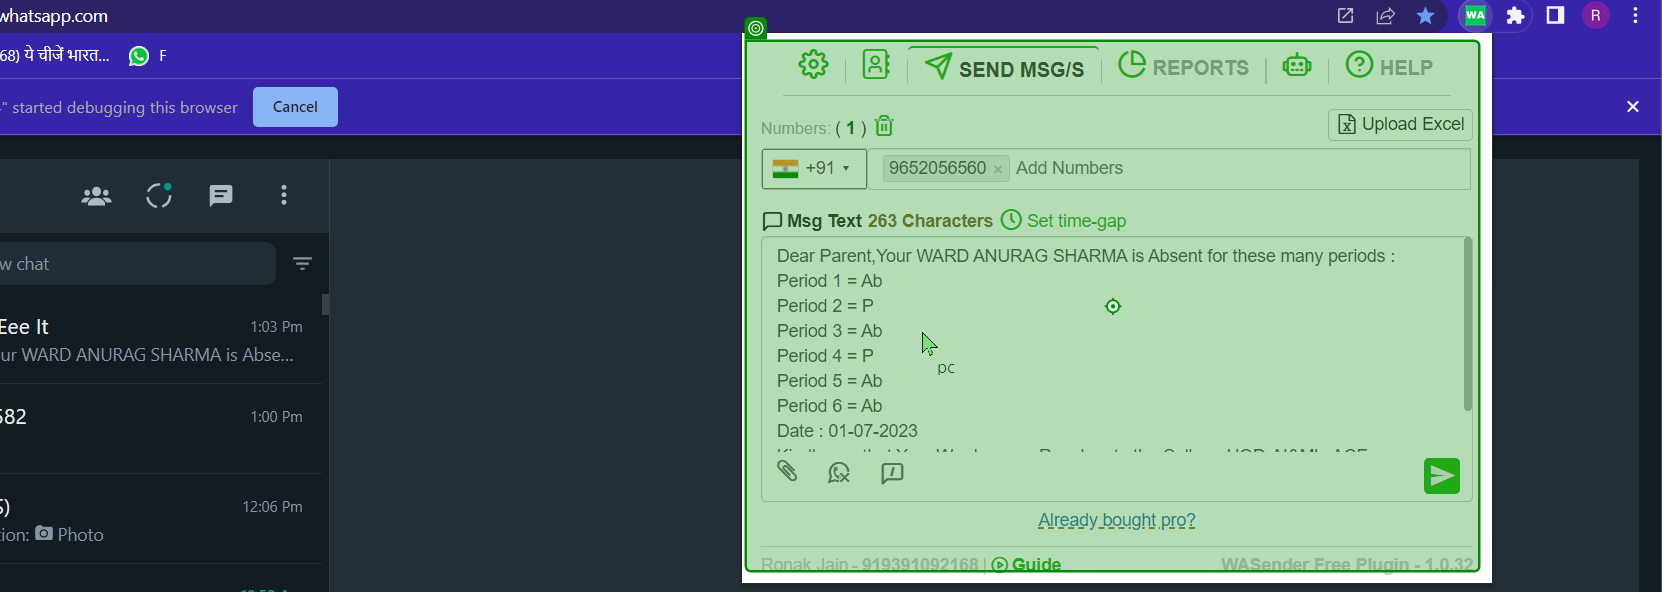 whatsapp.com
WA
R
68) ये चीजें भारत...
F
" started debugging this browser
Cancel
SEND MSG/S
REPORTS
HELP
Numbers: ( 1 )
Upload Excel
+91
9652056560 ×
Add Numbers
Msg Text 263 Characters
Set time-gap
w chat
Dear Parent,Your WARD ANURAG SHARMA is Absent for these many periods :
Period 1 = Ab
Period 2 = P
Period 3 = Ab
Period 4 = P
Period 5 = Ab
Period 6 = Ab
Date : 01-07-2023
pc
Eee It
1:03 Pm
ur WARD ANURAG SHARMA is Abse...
582
1:00 Pm
S)
12:06 Pm
tion: Photo
Already bought pro?
Ronak Jain - 919391092168 | Guide
WASender Free Plugin - 1.0.32